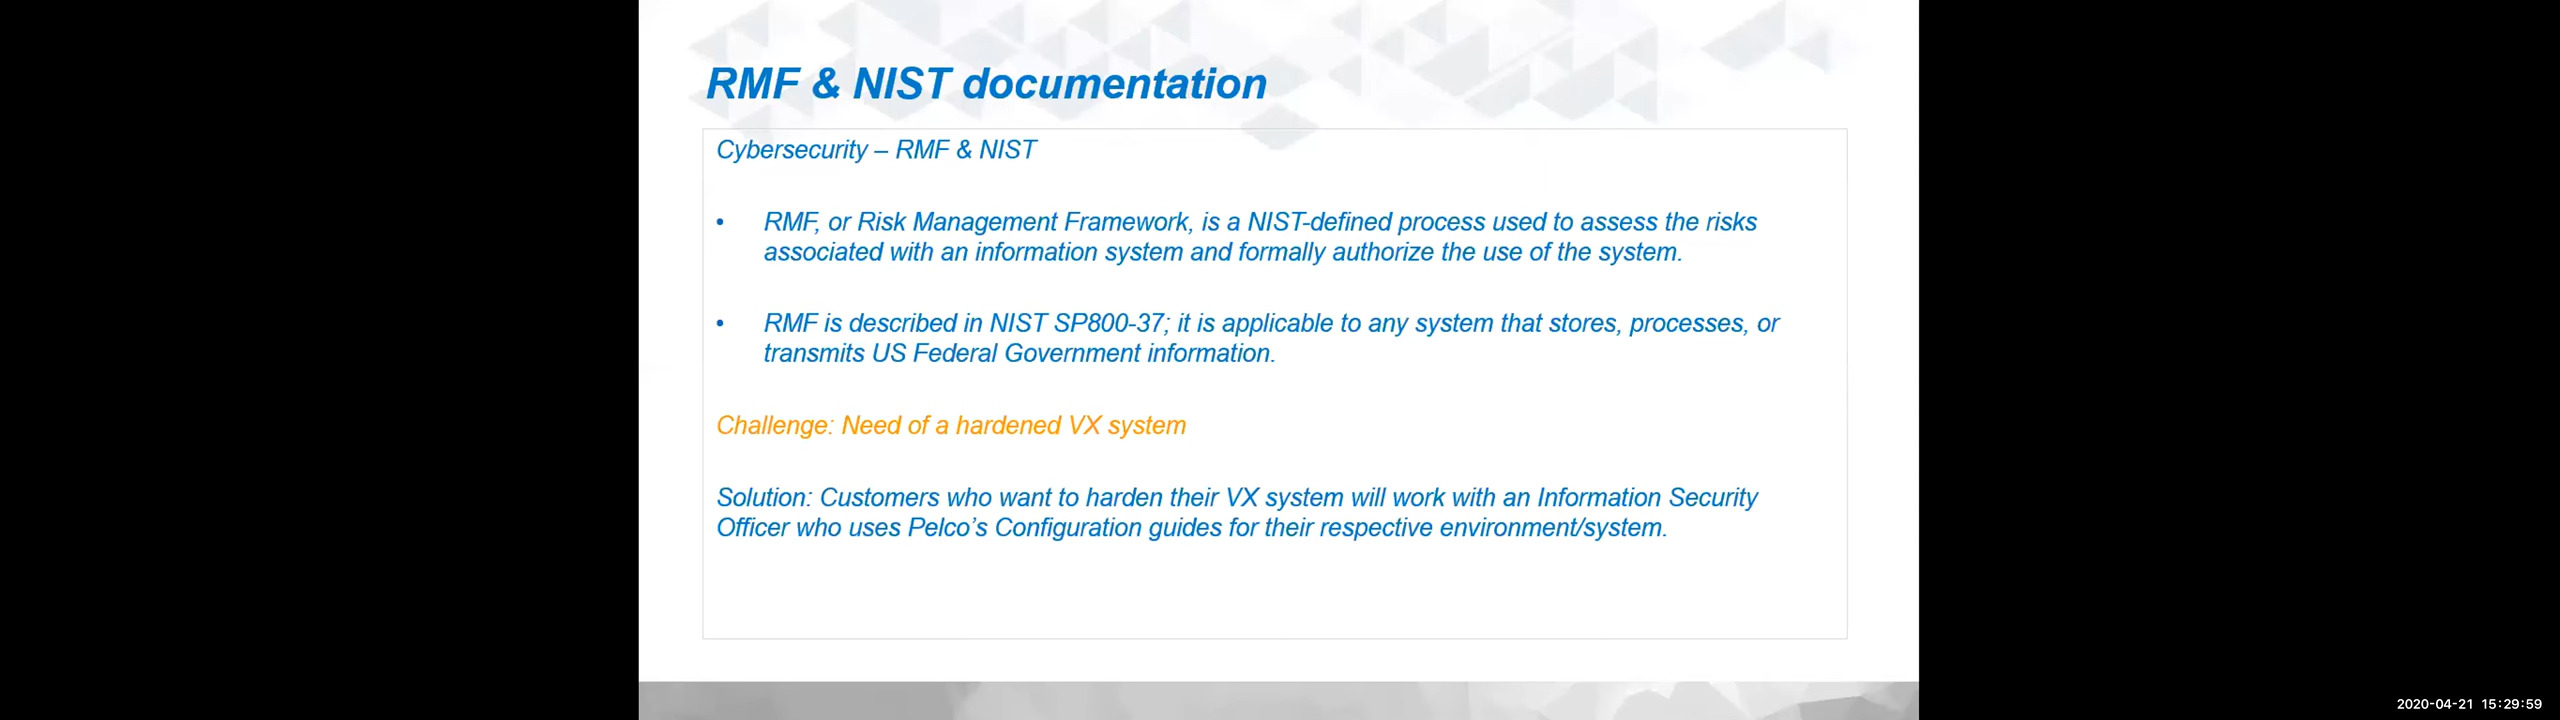 RMF & NIST documentation
Cybersecurity – RMF & NIST
• RMF, or Risk Management Framework, is a NIST-defined process used to assess the risks
associated with an information system and formally authorize the use of the system.
• RMF is described in NIST SP800-37; it is applicable to any system that stores, processes, or
transmits US Federal Government information.
Challenge: Need of a hardened VX system
Solution: Customers who want to harden their VX system will work with an Information Security
Officer who uses Pelco’s Configuration guides for their respective environment/system.
2020-04-21 15:29:59